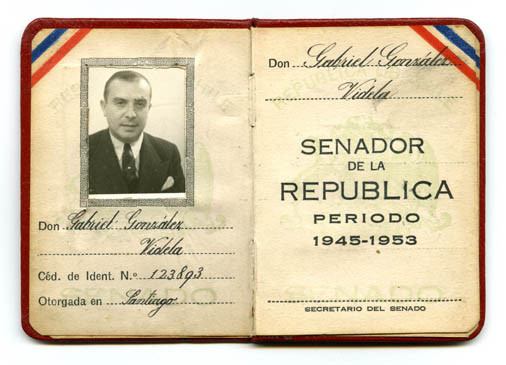 Don Gabriel González
Videla
Céd. de Ident. N.º 123893
Otorgada en Santiago
Don Gabriel González
Videla
SENADOR
DE LA
REPUBLICA
PERIODO
1945-1953
SECRETARIO DEL SENADO